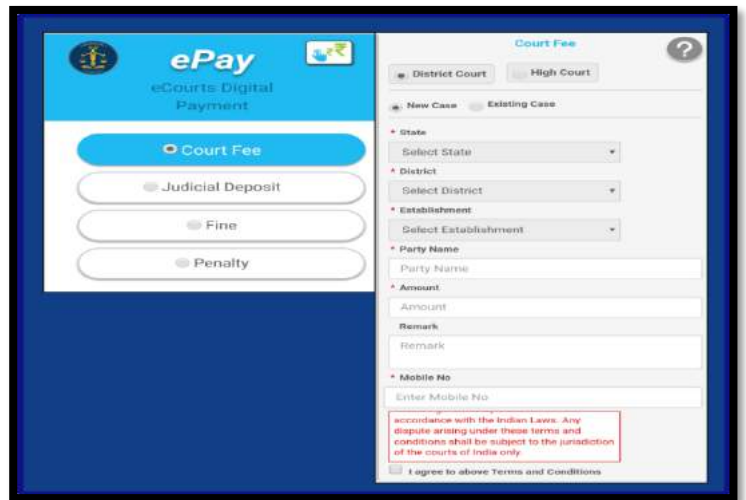 ePay
eCourts Digital
Payment
Court Fee
Judicial Deposit
Fine
Penalty
Court Fee
?
District Court
High Court
New Case
Existing Case
* State
Select State
* District
Select District
* Establishment
Select Establishment
* Party Name
Party Name
* Amount
Amount
Remark
Remark
* Mobile No
Enter Mobile No
accordance with the Indian Laws. Any
dispute arising under these terms and
conditions shall be subject to the jurisdiction
of the courts of India only.
I agree to above Terms and Conditions